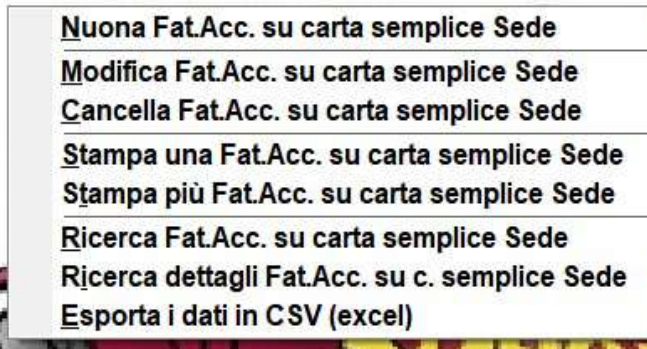 Nuona Fat.Acc. su carta semplice Sede
Modifica Fat.Acc. su carta semplice Sede
Cancella Fat.Acc. su carta semplice Sede
Stampa una Fat.Acc. su carta semplice Sede
Stampa più Fat.Acc. su carta semplice Sede
Ricerca Fat.Acc. su carta semplice Sede
Ricerca dettagli Fat.Acc. su c. semplice Sede
Esporta i dati in CSV (excel)